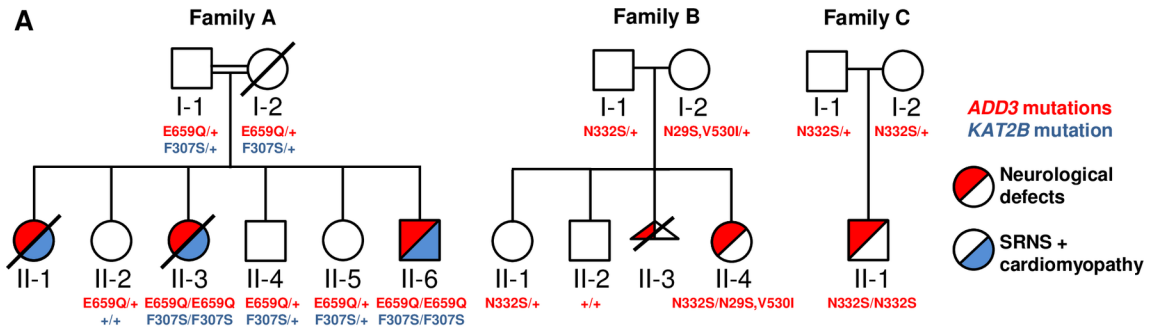 A
Family A
Family B
Family C
I-1
I-2
I-1
I-2
I-1
I-2
E659Q/+
E659Q/+
F307S/+
F307S/+
N332S/+
N29S,V530I/+
N332S/+
N332S/+
ADD3 mutations
KAT2B mutation
Neurological
defects
SRNS +
cardiomyopathy
II-1
II-2
II-3
II-4
II-5
II-6
E659Q/+
E659Q/E659Q
E659Q/+
E659Q/+
E659Q/E659Q
+/+
F307S/F307S
F307S/+
F307S/+
F307S/F307S
II-1
II-2
II-3
II-4
N332S/+
+/+
N332S/N29S,V530I
II-1
N332S/N332S